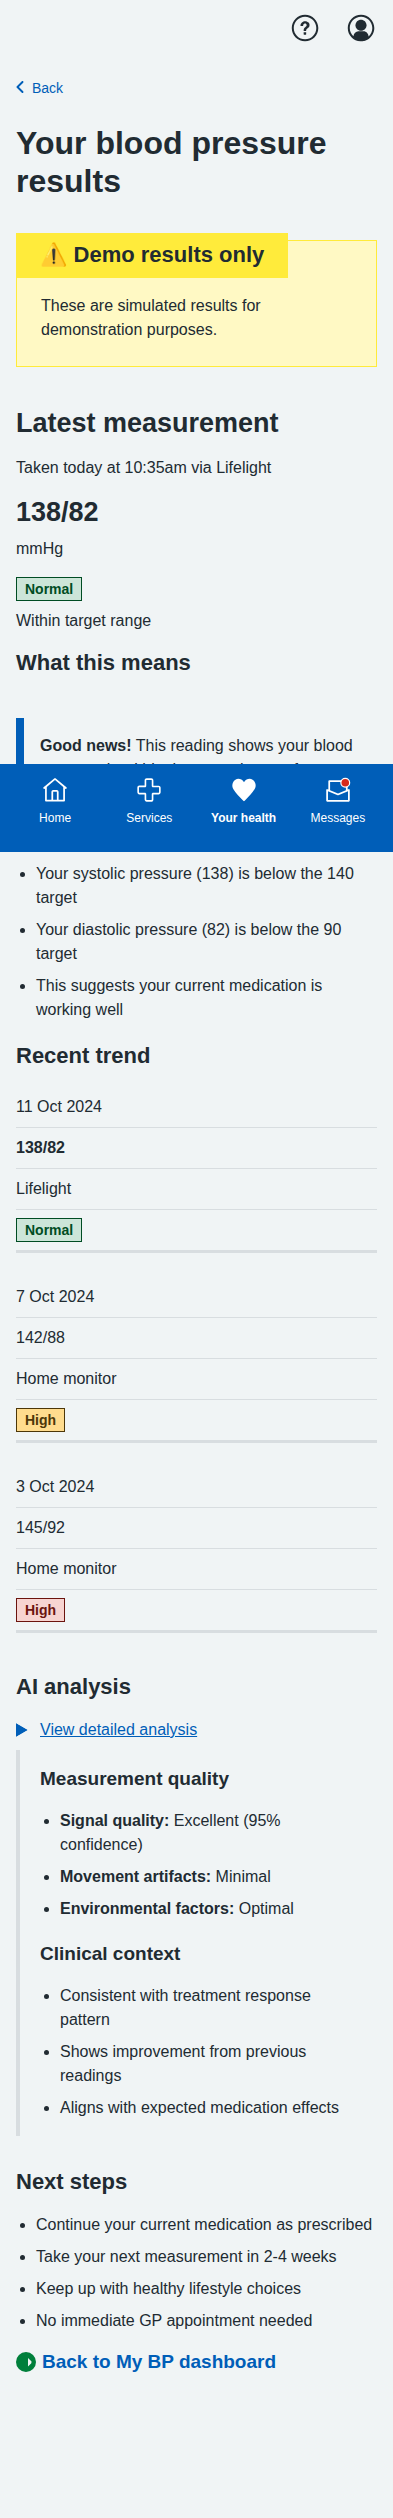 Back
Your blood pressure
results
⚠️ Demo results only
These are simulated results for
demonstration purposes.
Latest measurement
Taken today at 10:35am via Lifelight
138/82
mmHg
Normal
Within target range
What this means
Good news! This reading shows your blood
Home
Services
Your health
Messages
Your systolic pressure (138) is below the 140
target
Your diastolic pressure (82) is below the 90
target
This suggests your current medication is
working well
Recent trend
11 Oct 2024
138/82
Lifelight
Normal
7 Oct 2024
142/88
Home monitor
High
3 Oct 2024
145/92
Home monitor
High
AI analysis
View detailed analysis
Measurement quality
Signal quality: Excellent (95%
confidence)
Movement artifacts: Minimal
Environmental factors: Optimal
Clinical context
Consistent with treatment response
pattern
Shows improvement from previous
readings
Aligns with expected medication effects
Next steps
Continue your current medication as prescribed
Take your next measurement in 2-4 weeks
Keep up with healthy lifestyle choices
No immediate GP appointment needed
Back to My BP dashboard